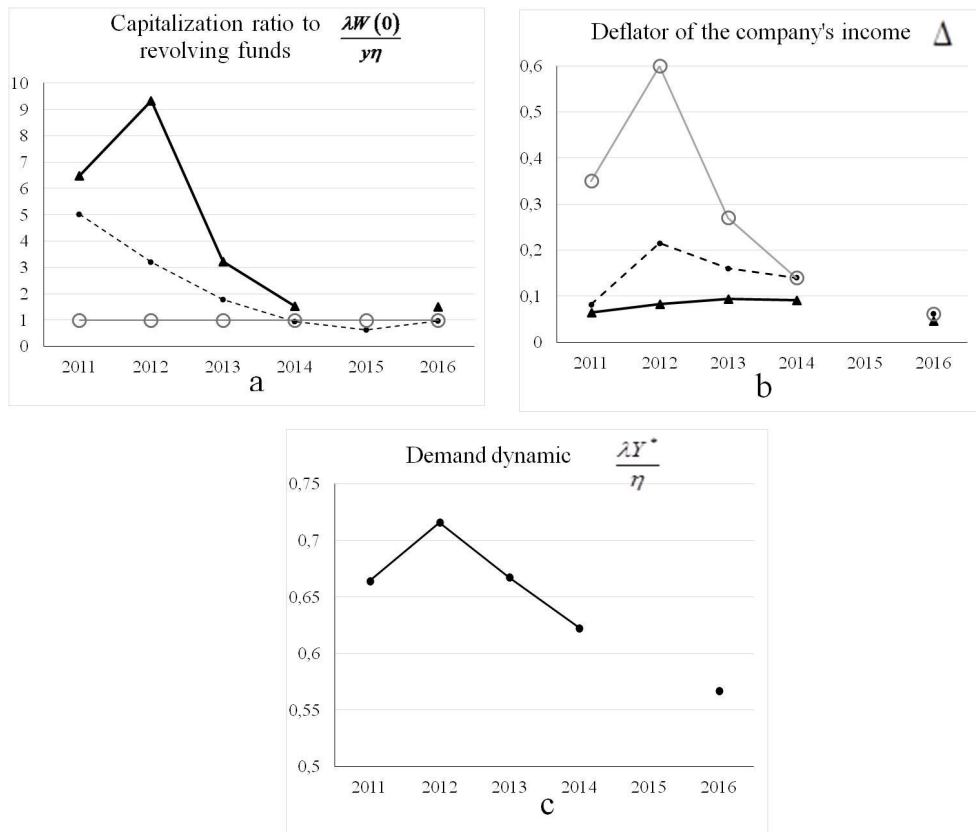 Capitalization ratio to revolving funds λW(0)/yη
10
9
8
7
6
5
4
3
2
1
0
2011 2012 2013 2014 2015 2016
a
Deflator of the company's income Δ
0,6
0,5
0,4
0,3
0,2
0,1
0
2011 2012 2013 2014 2015 2016
b
Demand dynamic λY*/η
0,75
0,7
0,65
0,6
0,55
0,5
2011 2012 2013 2014 2015 2016
c